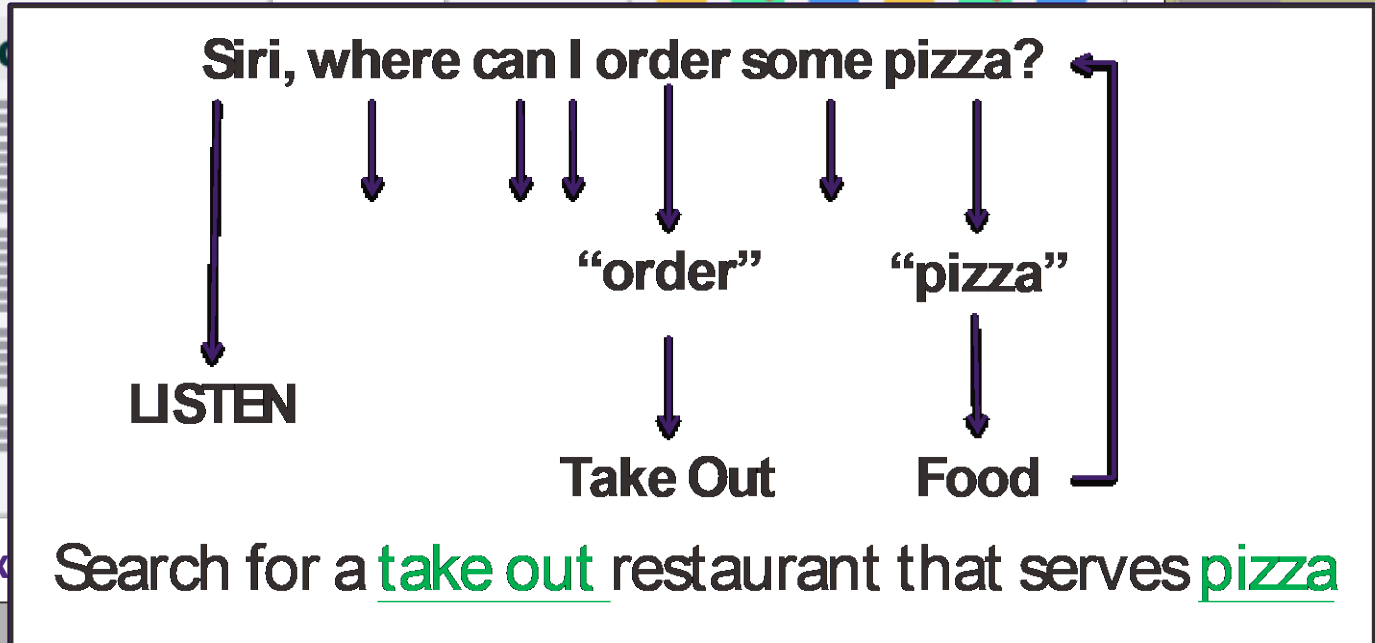 Siri, where can I order some pizza?
“order” “pizza”
LISTEN
Take Out Food
Search for a take out restaurant that serves pizza